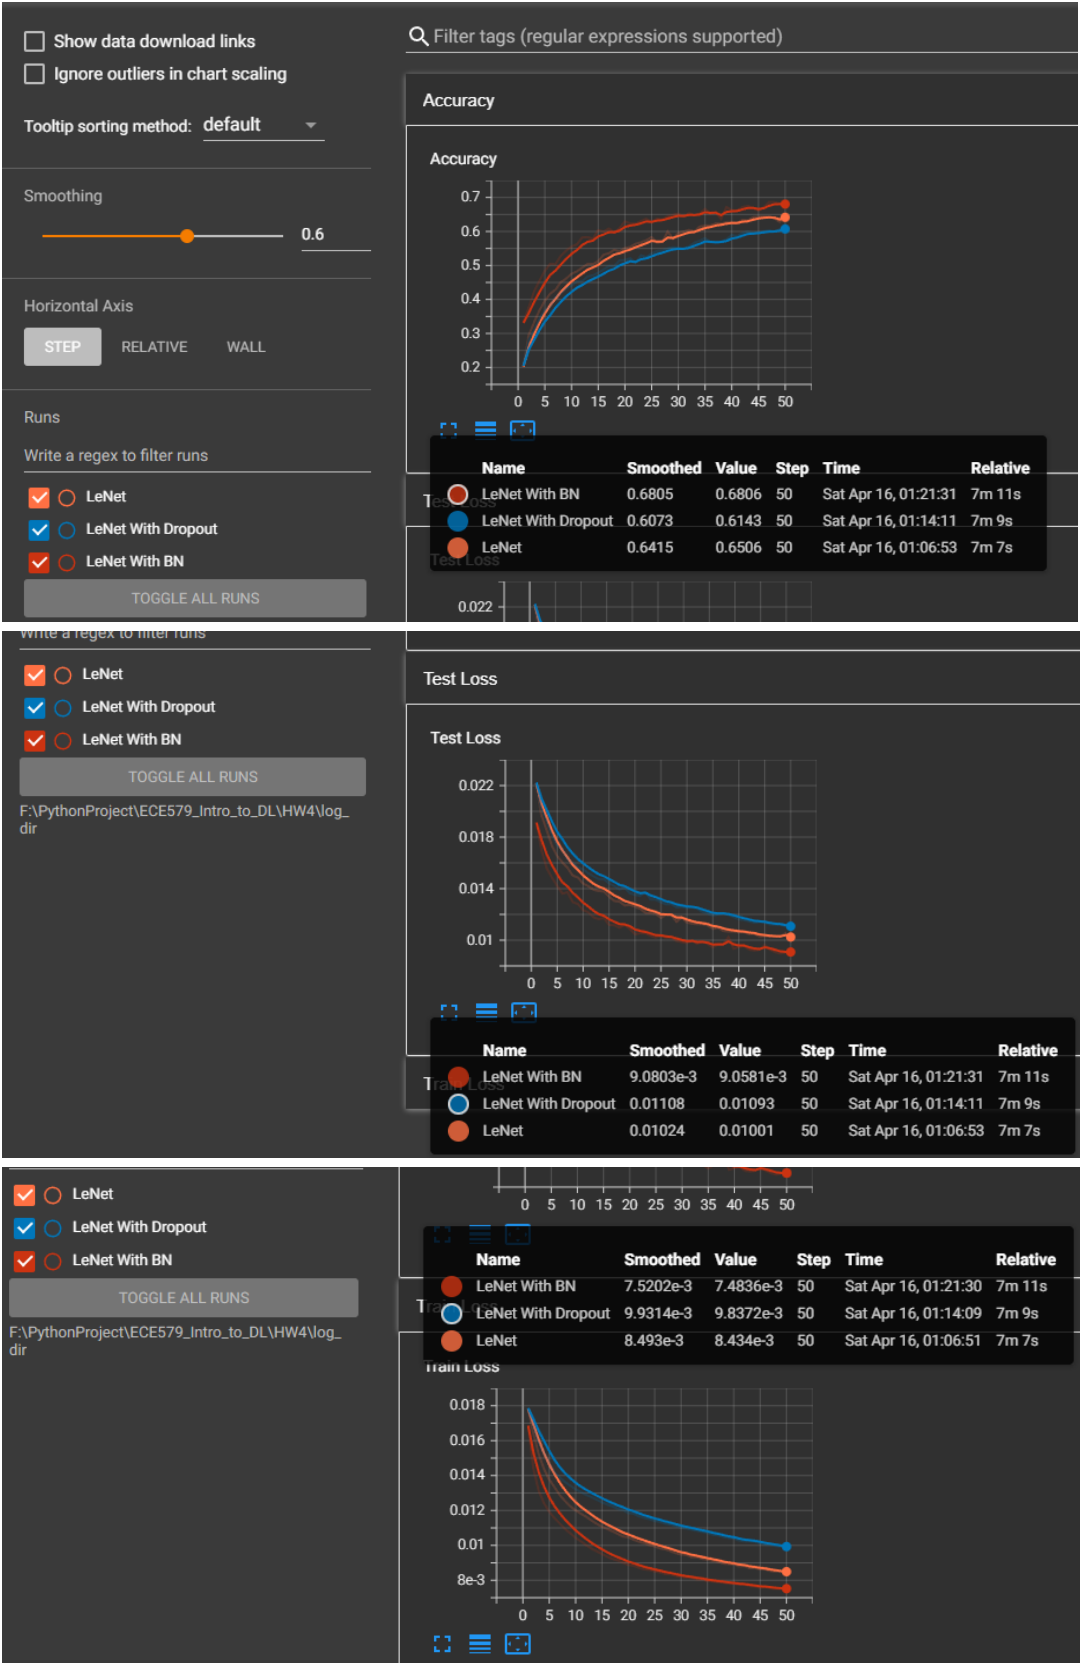 Show data download links
Ignore outliers in chart scaling
Tooltip sorting method: default
Smoothing
0.6
Horizontal Axis
STEP RELATIVE WALL
Runs
Write a regex to filter runs
LeNet
LeNet With Dropout
LeNet With BN
TOGGLE ALL RUNS
Filter tags (regular expressions supported)
Accuracy
Accuracy
0.7
0.6
0.5
0.4
0.3
0.2
0 5 10 15 20 25 30 35 40 45 50
Name Smoothed Value Step Time Relative
LeNet With BN 0.6805 0.6806 50 Sat Apr 16, 01:21:31 7m 11s
LeNet With Dropout 0.6073 0.6143 50 Sat Apr 16, 01:14:11 7m 9s
LeNet 0.6415 0.6506 50 Sat Apr 16, 01:06:53 7m 7s
Test Loss
Test Loss
0.022
Write a regex to filter runs
LeNet
LeNet With Dropout
LeNet With BN
TOGGLE ALL RUNS
F:\PythonProject\ECE579_Intro_to_DL\HW4\log_
dir
Test Loss
Test Loss
0.022
0.018
0.014
0.01
0 5 10 15 20 25 30 35 40 45 50
Name Smoothed Value Step Time Relative
LeNet With BN 9.0803e-3 9.0581e-3 50 Sat Apr 16, 01:21:31 7m 11s
LeNet With Dropout 0.01108 0.01093 50 Sat Apr 16, 01:14:11 7m 9s
LeNet 0.01024 0.01001 50 Sat Apr 16, 01:06:53 7m 7s
Train Loss
LeNet
LeNet With Dropout
LeNet With BN
TOGGLE ALL RUNS
F:\PythonProject\ECE579_Intro_to_DL\HW4\log_
dir
0 5 10 15 20 25 30 35 40 45 50
Name Smoothed Value Step Time Relative
LeNet With BN 7.5202e-3 7.4836e-3 50 Sat Apr 16, 01:21:30 7m 11s
LeNet With Dropout 9.9314e-3 9.8372e-3 50 Sat Apr 16, 01:14:09 7m 9s
LeNet 8.493e-3 8.434e-3 50 Sat Apr 16, 01:06:51 7m 7s
Train Loss
Train Loss
0.018
0.016
0.014
0.012
0.01
8e-3
0 5 10 15 20 25 30 35 40 45 50